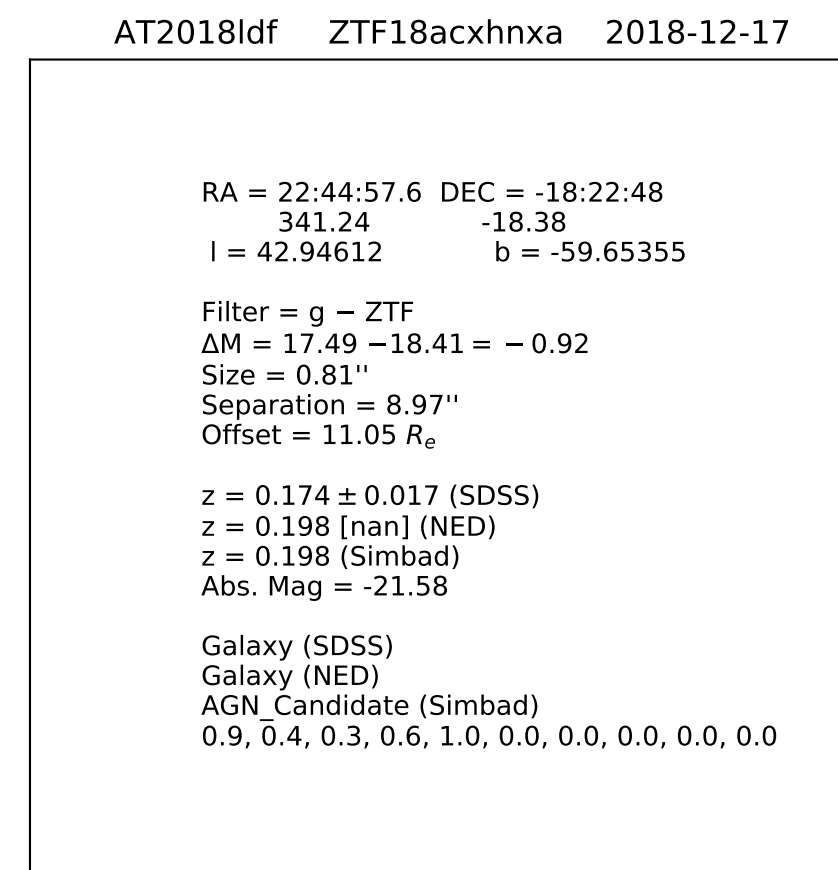 AT2018ldf ZTF18acxhnxa 2018-12-17
RA = 22:44:57.6 DEC = -18:22:48
341.24 -18.38
l = 42.94612 b = -59.65355
Filter = g − ZTF
ΔM = 17.49 −18.41 = − 0.92
Size = 0.81''
Separation = 8.97''
Offset = 11.05 Rₑ
z = 0.174 ± 0.017 (SDSS)
z = 0.198 [nan] (NED)
z = 0.198 (Simbad)
Abs. Mag = -21.58
Galaxy (SDSS)
Galaxy (NED)
AGN_Candidate (Simbad)
0.9, 0.4, 0.3, 0.6, 1.0, 0.0, 0.0, 0.0, 0.0, 0.0